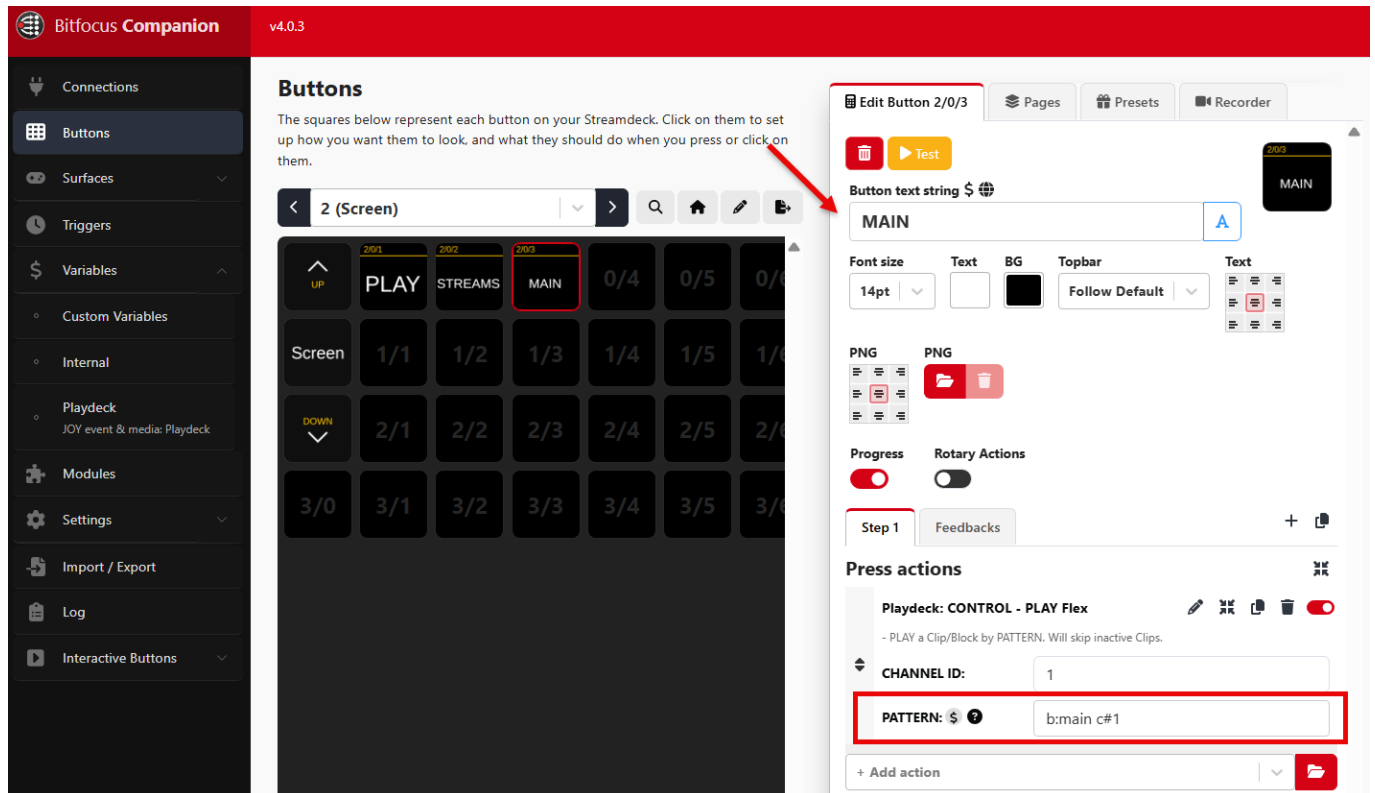 Bitfocus Companion
v4.0.3
Connections
Buttons
Surfaces
Triggers
Variables
Custom Variables
Internal
Playdeck
JOY event & media: Playdeck
Modules
Settings
Import / Export
Log
Interactive Buttons
Buttons
The squares below represent each button on your Streamdeck. Click on them to set
up how you want them to look, and what they should do when you press or click on
them.
2 (Screen)
UP
2/0/1
PLAY
2/0/2
STREAMS
2/0/3
MAIN
0/4
0/5
0/6
Screen
1/1
1/2
1/3
1/4
1/5
1/6
DOWN
2/1
2/2
2/3
2/4
2/5
2/6
3/0
3/1
3/2
3/3
3/4
3/5
3/6
Edit Button 2/0/3
Pages
Presets
Recorder
Test
2/0/3
MAIN
Button text string $
MAIN
A
Font size
Text
BG
Topbar
Text
14pt
Follow Default
PNG
PNG
Progress
Rotary Actions
Step 1
Feedbacks
+
Press actions
Playdeck: CONTROL - PLAY Flex
- PLAY a Clip/Block by PATTERN. Will skip inactive Clips.
CHANNEL ID:
1
PATTERN: $ ?
b:main c#1
+ Add action